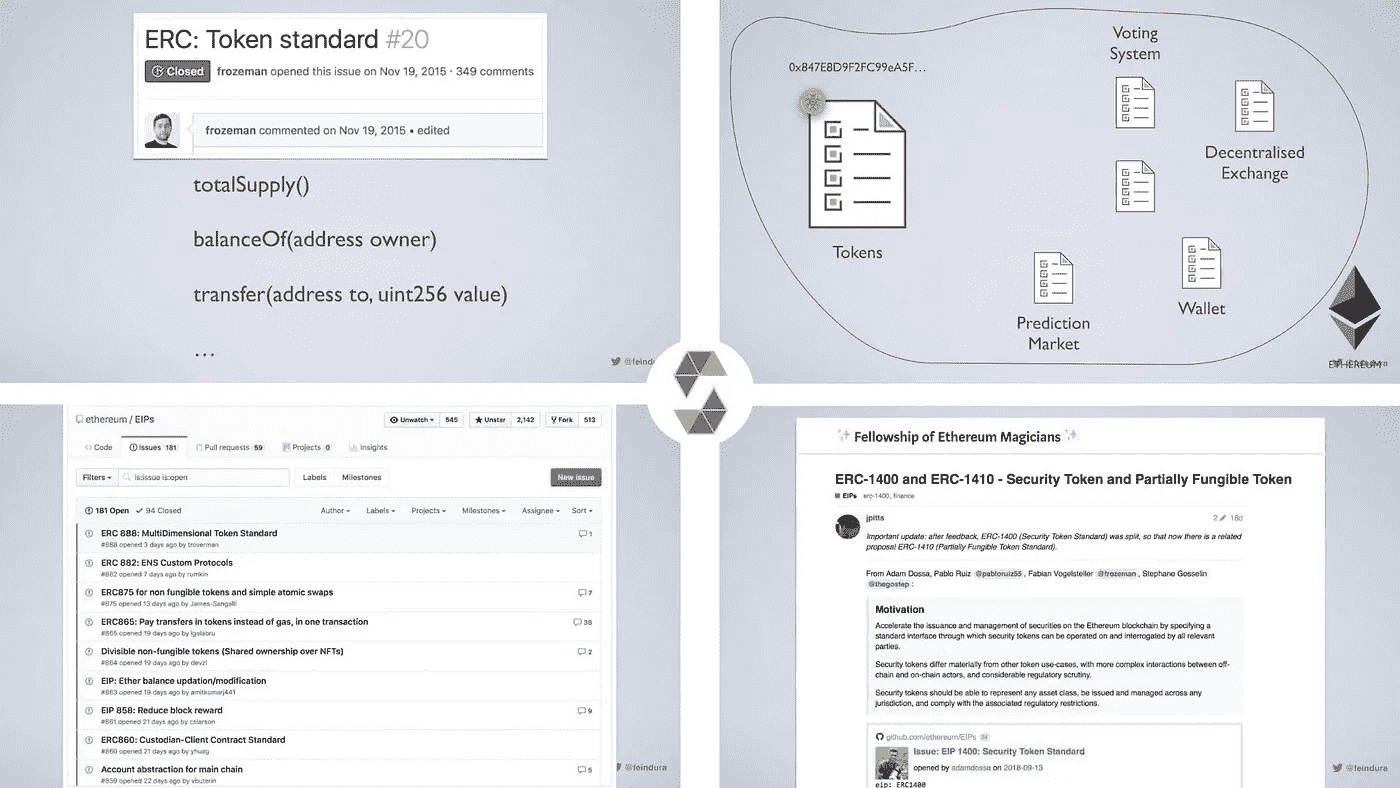 ERC: Token standard #20
Closed frozeman opened this issue on Nov 19, 2015 · 349 comments
frozeman commented on Nov 19, 2015 • edited
totalSupply()
balanceOf(address owner)
transfer(address to, uint256 value)
...
0x847E8D9F2FC99eA5F...
Tokens
Voting
System
Decentralised
Exchange
Prediction
Market
Wallet
ETHEREUM
ethereum / EIPs
Unwatch 545 Unstar 2,142 Fork 513
Code Issues 181 Pull requests 59 Projects 0 Insights
Filters is:issue is:open Labels Milestones New issue
181 Open 94 Closed Author Labels Projects Milestones Assignee Sort
ERC 888: MultiDimensional Token Standard 1
#888 opened 3 days ago by troverman
ERC 882: ENS Custom Protocols
#882 opened 7 days ago by rumkin
ERC875 for non fungible tokens and simple atomic swaps 7
#875 opened 13 days ago by James-Sangalli
ERC865: Pay transfers in tokens instead of gas, in one transaction 38
#865 opened 19 days ago by lgalabru
Divisible non-fungible tokens (Shared ownership over NFTs) 2
#864 opened 19 days ago by devzl
EIP: Ether balance updation/modification
#863 opened 20 days ago by amitkumarj441
EIP 858: Reduce block reward 9
#861 opened 21 days ago by cslarson
ERC860: Custodian-Client Contract Standard
#860 opened 21 days ago by yhuag
Account abstraction for main chain 5
#859 opened 22 days ago by vbuterin
@feindura
Fellowship of Ethereum Magicians
ERC-1400 and ERC-1410 - Security Token and Partially Fungible Token
EIPs erc-1400, finance
jpitts 2 18d
Important update: after feedback, ERC-1400 (Security Token Standard) was split, so that now there is a related
proposal ERC-1410 (Partially Fungible Token Standard).
From Adam Dossa, Pablo Ruiz @pabloruiz55 , Fabian Vogelsteller @frozeman , Stephane Gosselin
@thegostep :
Motivation
Accelerate the issuance and management of securities on the Ethereum blockchain by specifying a
standard interface through which security tokens can be operated on and interrogated by all relevant
parties.
Security tokens differ materially from other token use-cases, with more complex interactions between off-
chain and on-chain actors, and considerable regulatory scrutiny.
Security tokens should be able to represent any asset class, be issued and managed across any
jurisdiction, and comply with the associated regulatory restrictions.
github.com/ethereum/EIPs
Issue: EIP 1400: Security Token Standard
opened by adamdossa on 2018-09-13
eip: ERC1400
@feindura